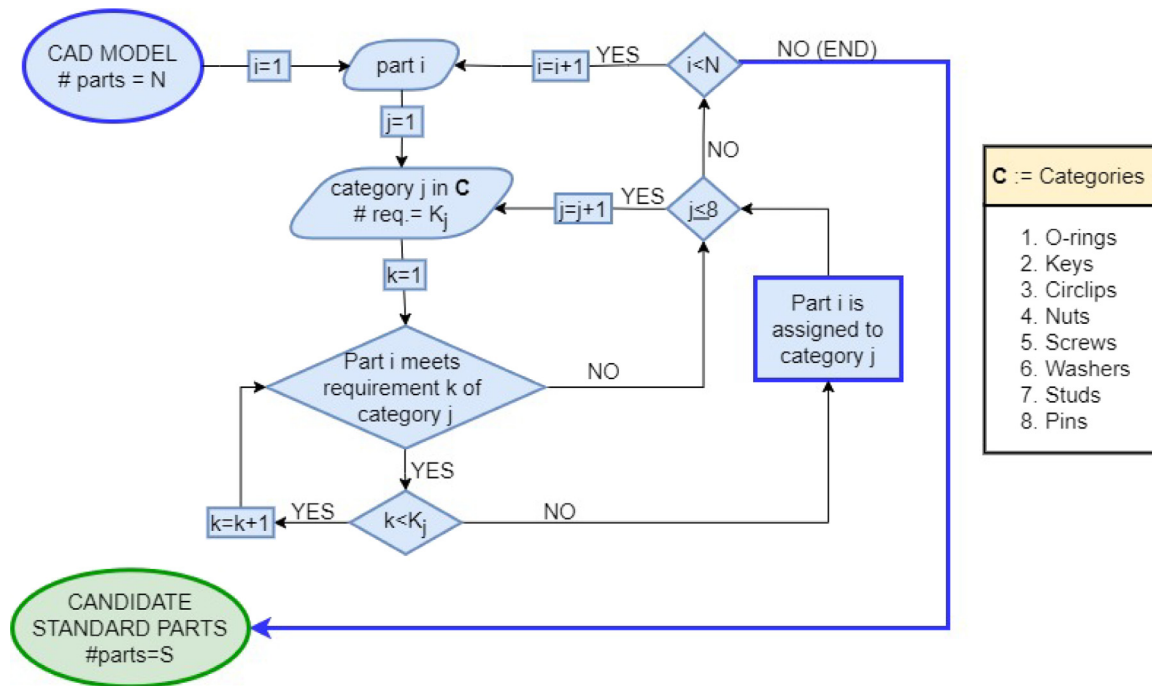 CAD MODEL
# parts = N
i=1
part i
i=i+1
YES
i<N
NO (END)
j=1
NO
category j in C
# req.= Kj
j=j+1
YES
j≤8
k=1
Part i meets
requirement k of
category j
NO
Part i is
assigned to
category j
YES
k=k+1
YES
k<Kj
NO
CANDIDATE
STANDARD PARTS
#parts=S
C := Categories
1. O-rings
2. Keys
3. Circlips
4. Nuts
5. Screws
6. Washers
7. Studs
8. Pins